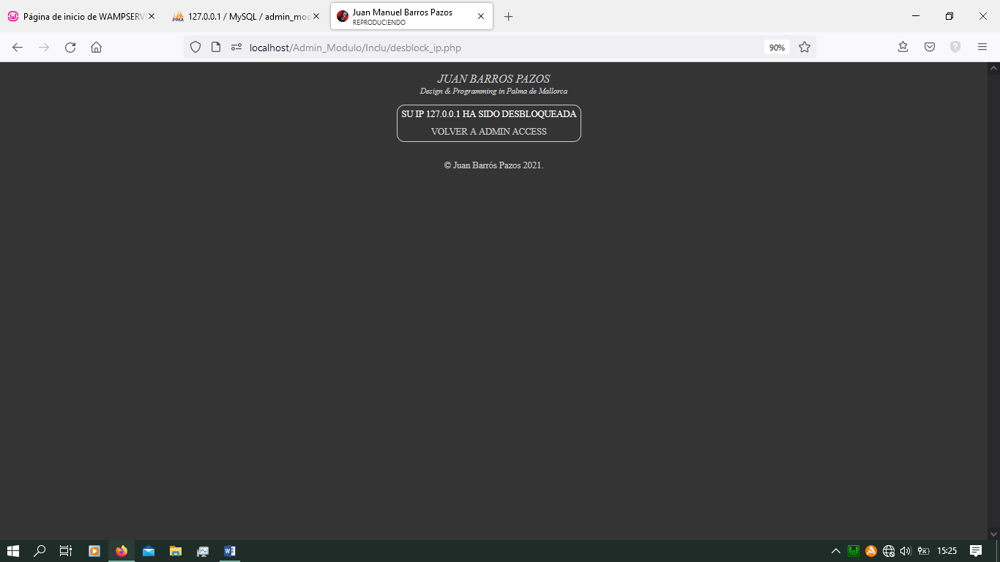 Página de inicio de WAMPSERV
127.0.0.1 / MySQL / admin_mod
Juan Manuel Barros Pazos
REPRODUCIENDO
localhost/Admin_Modulo/Inclu/desblock_ip.php
90%
JUAN BARROS PAZOS
Design & Programming in Palma de Mallorca
SU IP 127.0.0.1 HA SIDO DESBLOQUEADA
VOLVER A ADMIN ACCESS
© Juan Barrós Pazos 2021.
15:25